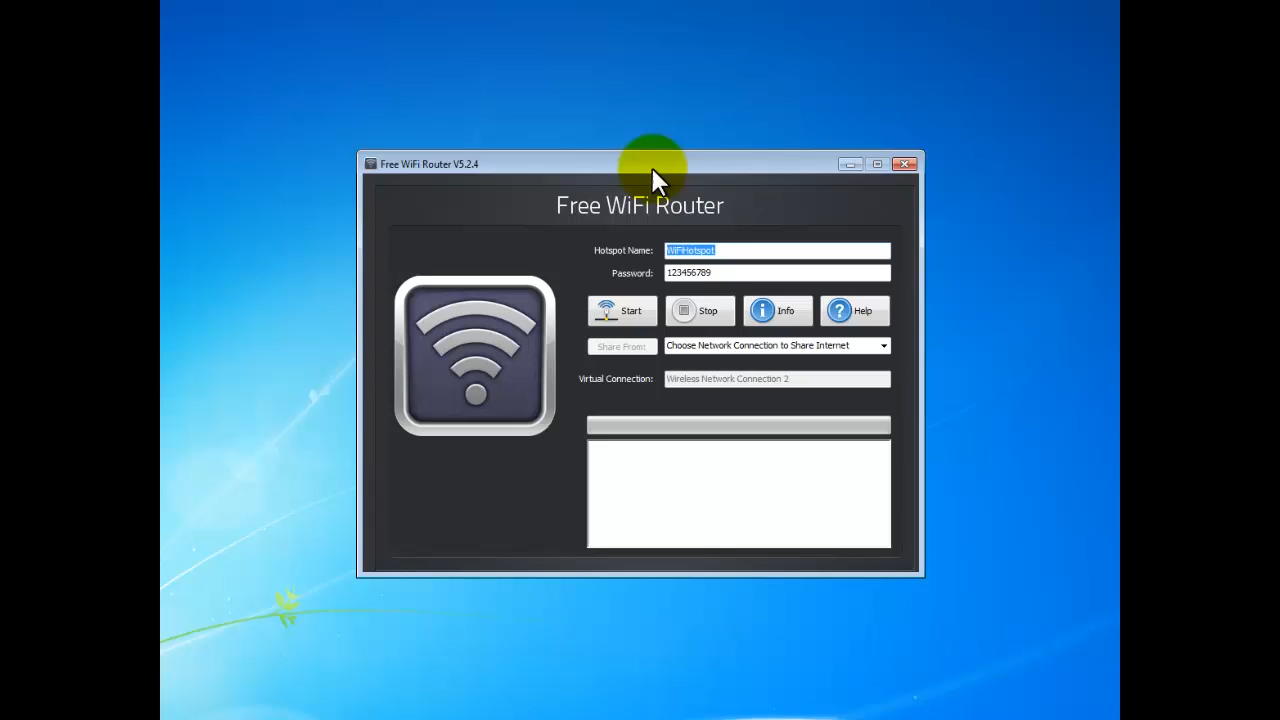 Free WiFi Router V5.2.4
Free WiFi Router
Hotspot Name: WiFiHotspot
Password: 123456789
Start Stop Info Help
Share From: Choose Network Connection to Share Internet
Virtual Connection: Wireless Network Connection 2